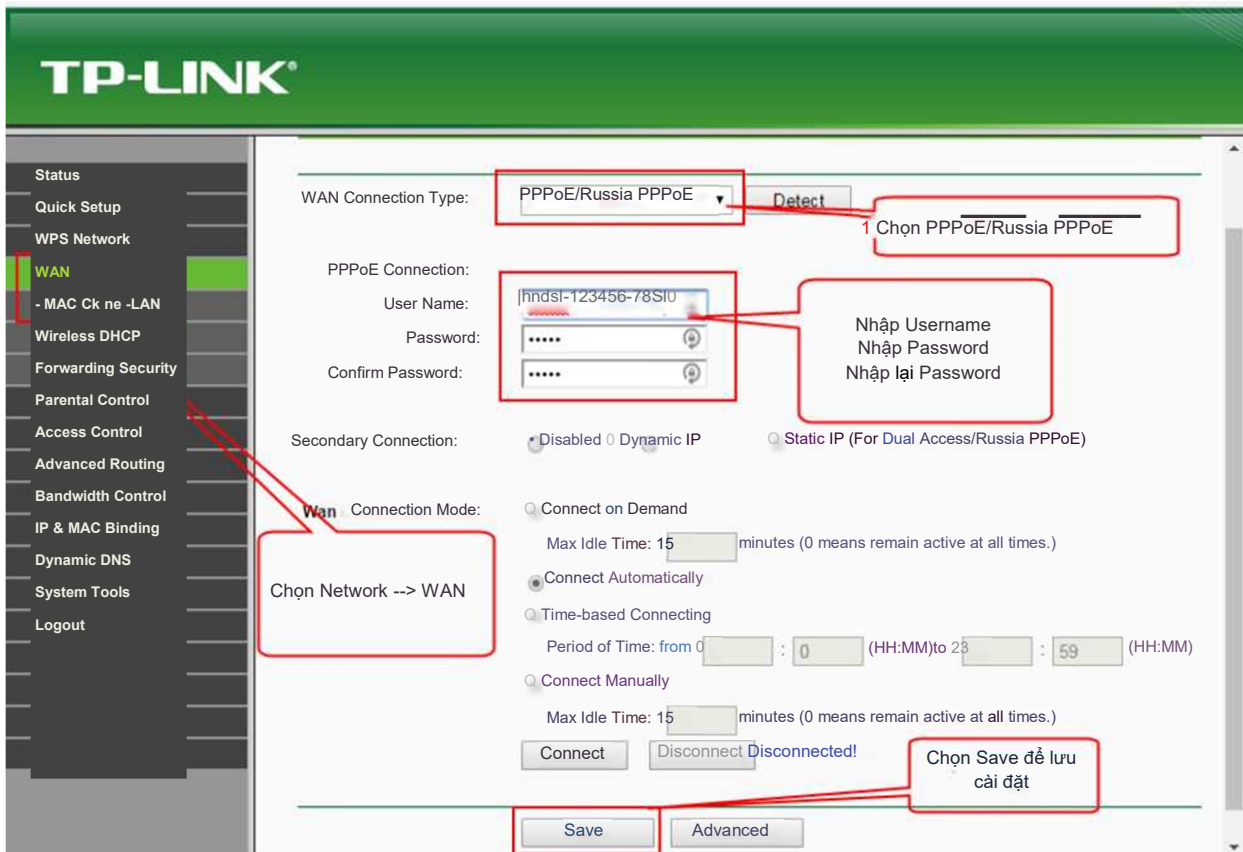 TP-LINK®
Status
Quick Setup
WPS Network
WAN
- MAC Ck ne -LAN
Wireless DHCP
Forwarding Security
Parental Control
Access Control
Advanced Routing
Bandwidth Control
IP & MAC Binding
Dynamic DNS
System Tools
Logout
WAN Connection Type: PPPoE/Russia PPPoE Detect
1 Chọn PPPoE/Russia PPPoE
PPPoE Connection:
User Name: hndsl-123456-78Sl0
Password: •••••
Confirm Password: •••••
Nhập Username
Nhập Password
Nhập lại Password
Secondary Connection: • Disabled 0 Dynamic IP Static IP (For Dual Access/Russia PPPoE)
Wan Connection Mode: Connect on Demand
Max Idle Time: 15 minutes (0 means remain active at all times.)
Connect Automatically
Time-based Connecting
Period of Time: from 0 : 0 (HH:MM)to 23 : 59 (HH:MM)
Connect Manually
Max Idle Time: 15 minutes (0 means remain active at all times.)
Connect Disconnect Disconnected!
Chọn Network --> WAN
Chọn Save để lưu
cài đặt
Save Advanced